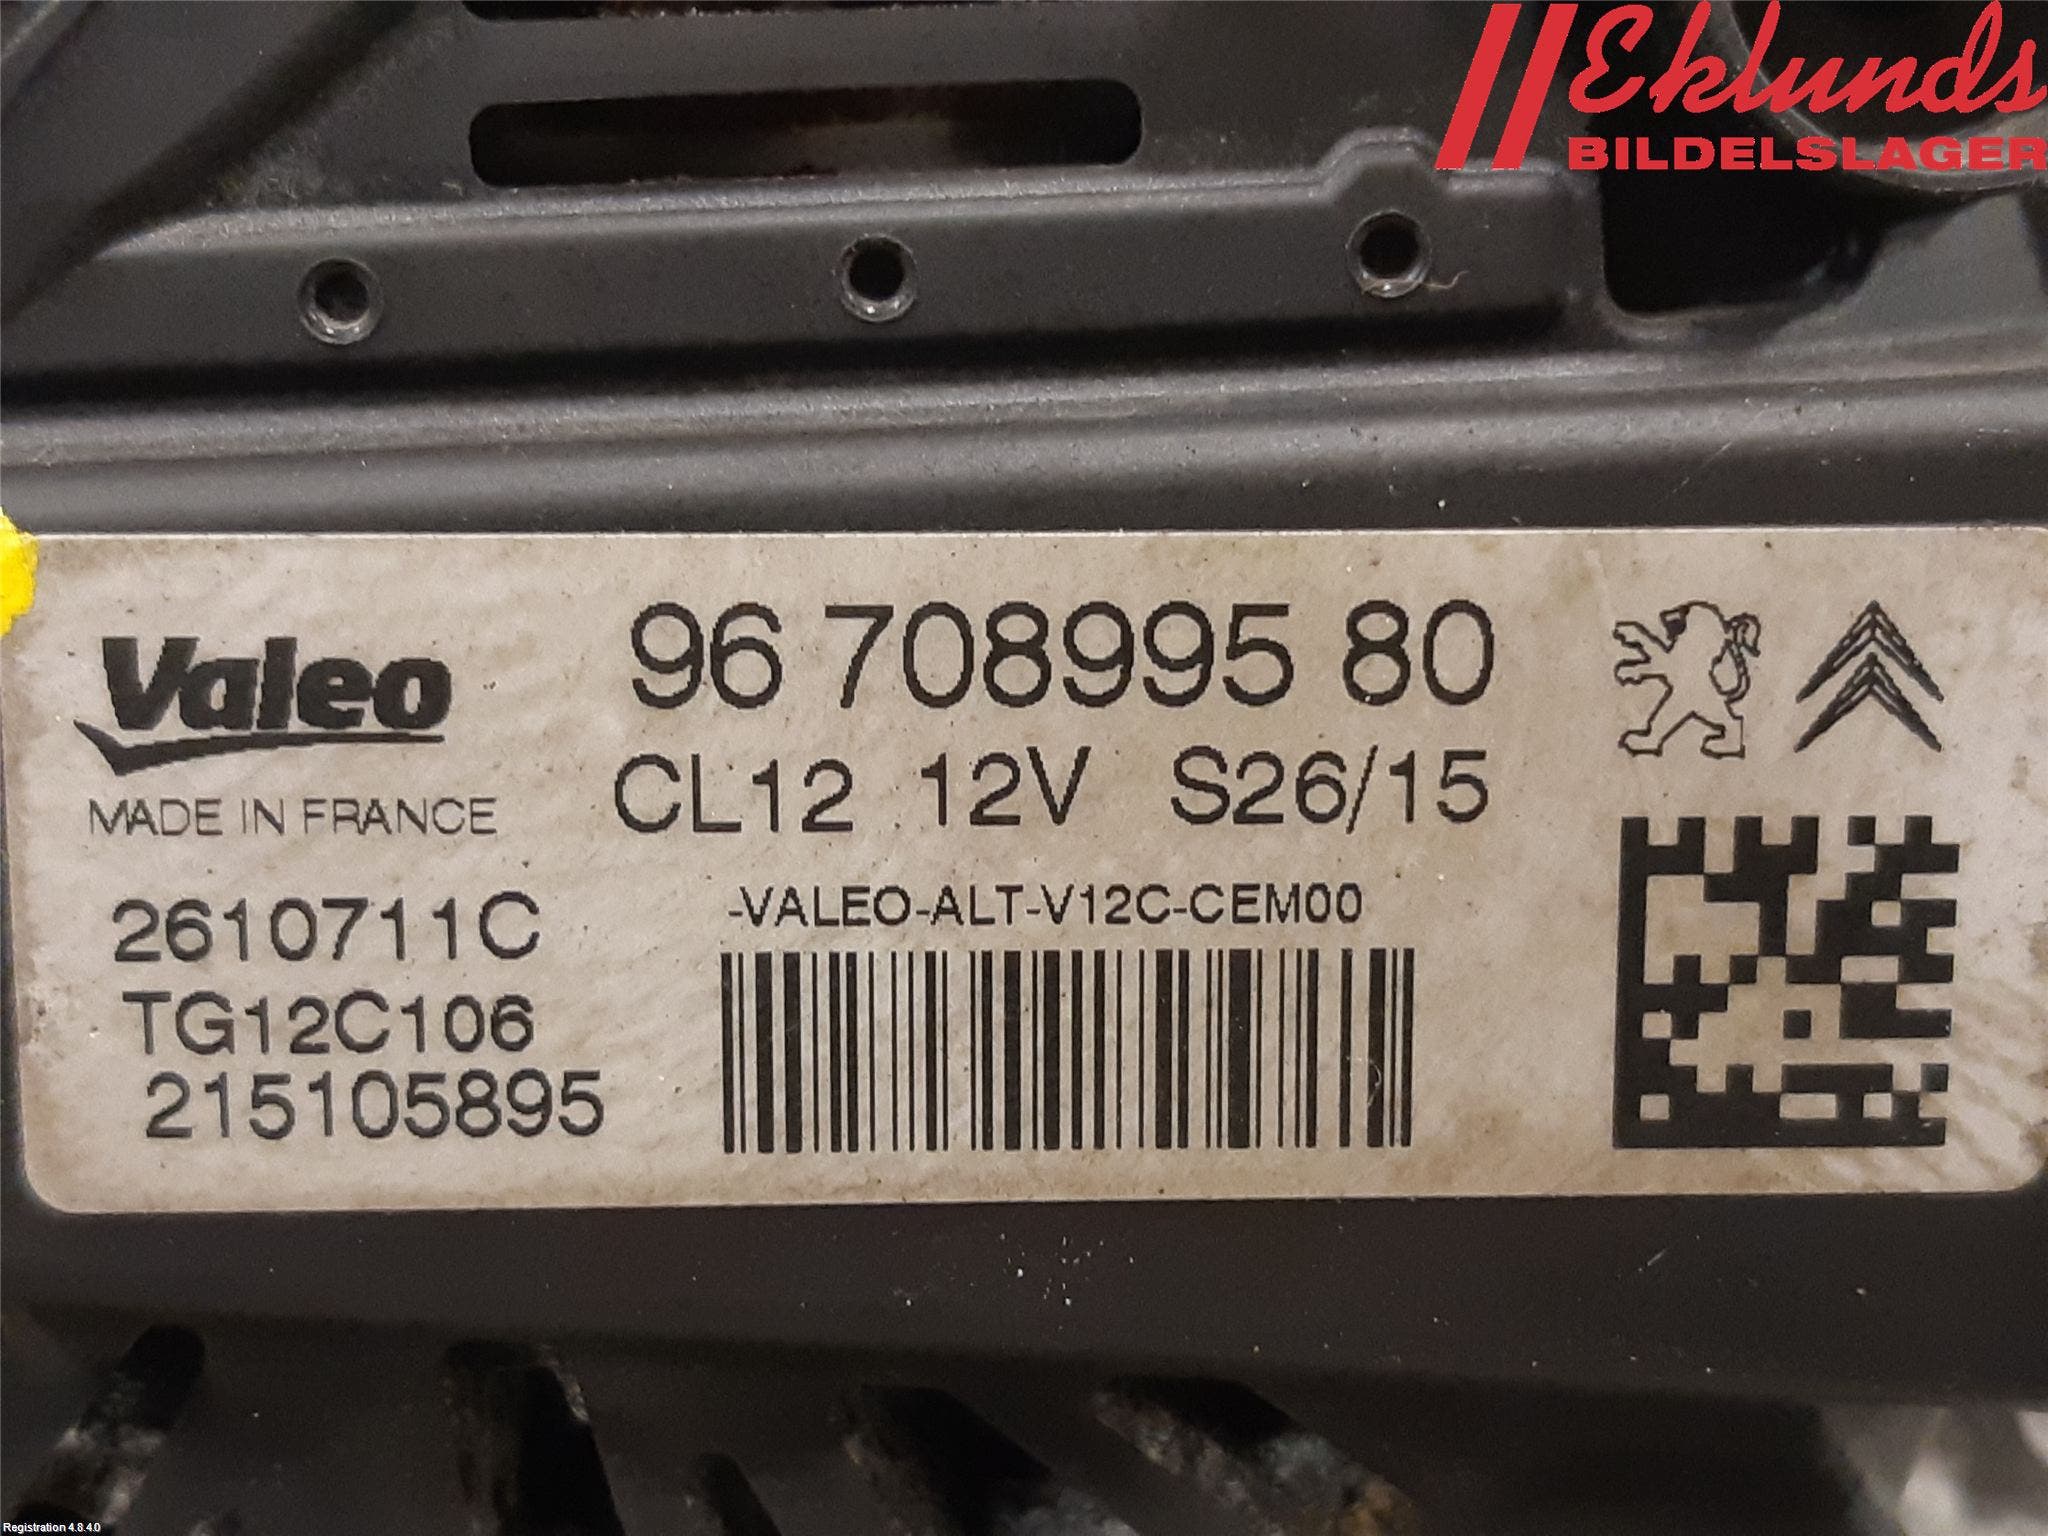 Eklunds
BILDELSLAGER
Valeo
MADE IN FRANCE
2610711C
TG12C106
215105895
96 708995 80
CL12 12V S26/15
-VALEO-ALT-V12C-CEM00
Registration 4.8.4.0